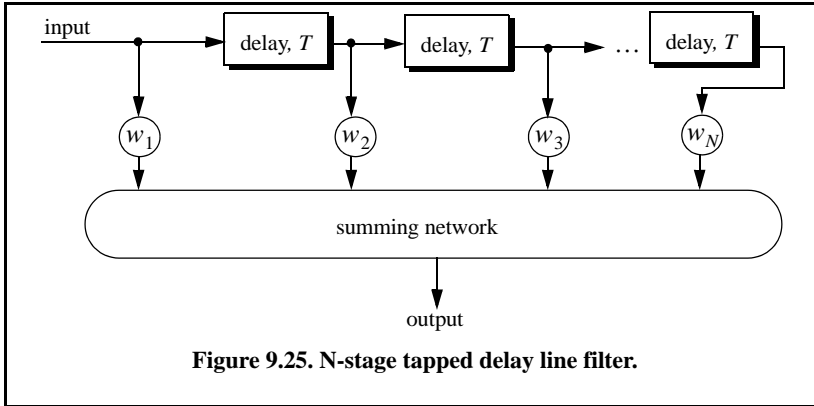 input
delay, T
delay, T
… delay, T
w1
w2
w3
wN
summing network
output
Figure 9.25. N-stage tapped delay line filter.